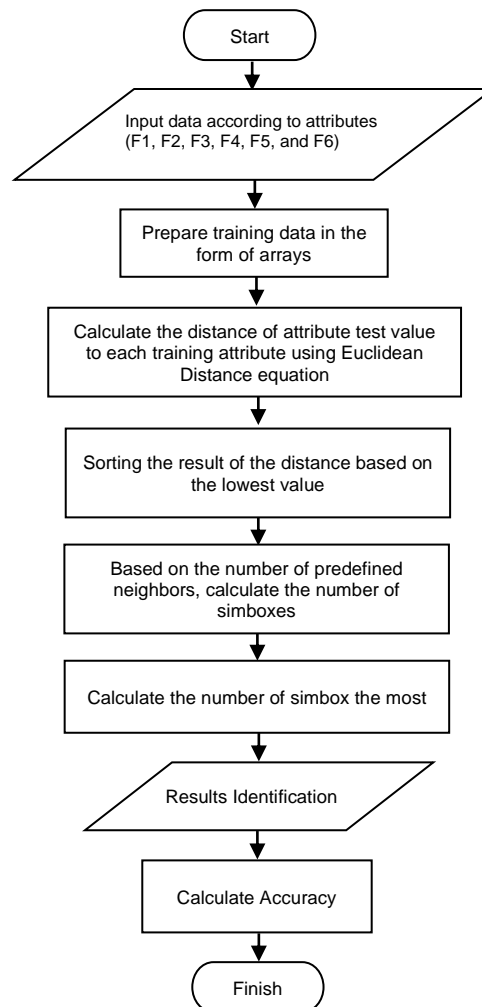 Start
Input data according to attributes
(F1, F2, F3, F4, F5, and F6)
Prepare training data in the
form of arrays
Calculate the distance of attribute test value
to each training attribute using Euclidean
Distance equation
Sorting the result of the distance based on
the lowest value
Based on the number of predefined
neighbors, calculate the number of
simboxes
Calculate the number of simbox the most
Results Identification
Calculate Accuracy
Finish